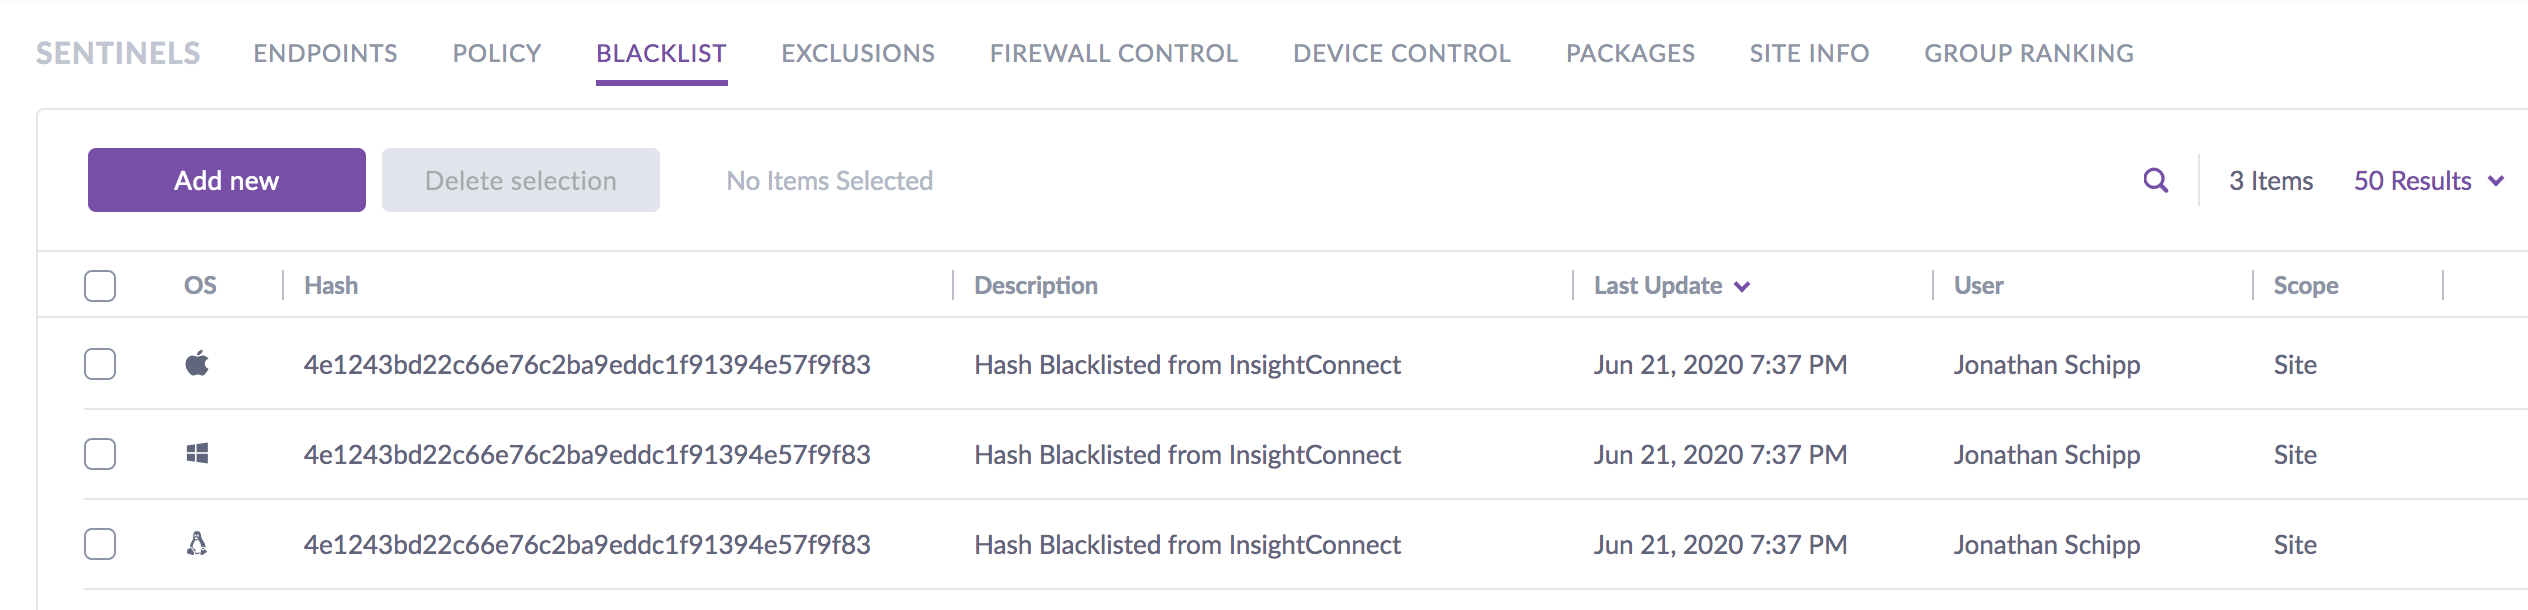 SENTINELS ENDPOINTS POLICY BLACKLIST EXCLUSIONS FIREWALL CONTROL DEVICE CONTROL PACKAGES SITE INFO GROUP RANKING
Add new Delete selection No Items Selected 3 Items 50 Results
OS Hash Description Last Update User Scope
4e1243bd22c66e76c2ba9eddc1f91394e57f9f83 Hash Blacklisted from InsightConnect Jun 21, 2020 7:37 PM Jonathan Schipp Site
4e1243bd22c66e76c2ba9eddc1f91394e57f9f83 Hash Blacklisted from InsightConnect Jun 21, 2020 7:37 PM Jonathan Schipp Site
4e1243bd22c66e76c2ba9eddc1f91394e57f9f83 Hash Blacklisted from InsightConnect Jun 21, 2020 7:37 PM Jonathan Schipp Site